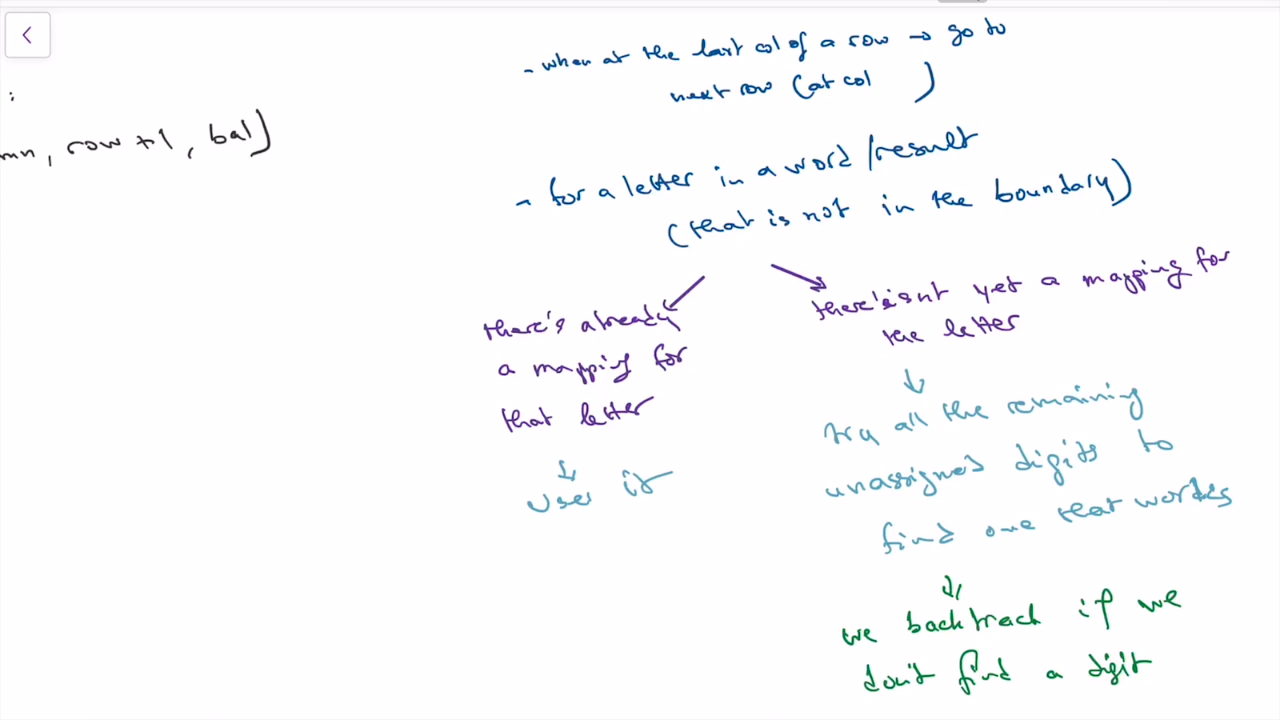 - when at the last col of a row → go to
next row (at col )
:
mn, row +1, bal)
- for a letter in a word/result
(that is not in the boundary)
there's already
a mapping for
that letter
↓
use it
there's isnt yet a mapping for
the letter
↓
try all the remaining
unassigned digits to
find one that workes
↓
we backtrack if we
don't find a digit